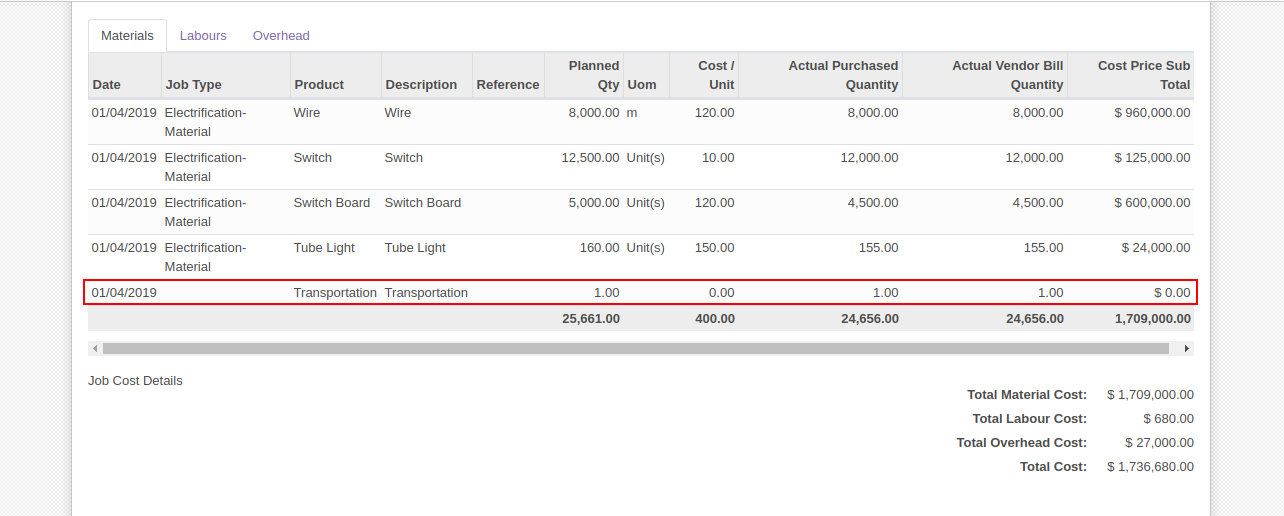 Materials Labours Overhead
Planned Cost / Actual Purchased Actual Vendor Bill Cost Price Sub
Date Job Type Product Description Reference Qty Uom Unit Quantity Quantity Total
01/04/2019 Electrification- Wire Wire 8,000.00 m 120.00 8,000.00 8,000.00 $ 960,000.00
Material
01/04/2019 Electrification- Switch Switch 12,500.00 Unit(s) 10.00 12,000.00 12,000.00 $ 125,000.00
Material
01/04/2019 Electrification- Switch Board Switch Board 5,000.00 Unit(s) 120.00 4,500.00 4,500.00 $ 600,000.00
Material
01/04/2019 Electrification- Tube Light Tube Light 160.00 Unit(s) 150.00 155.00 155.00 $ 24,000.00
Material
01/04/2019 Transportation Transportation 1.00 0.00 1.00 1.00 $ 0.00
25,661.00 400.00 24,656.00 24,656.00 1,709,000.00
Job Cost Details
Total Material Cost: $ 1,709,000.00
Total Labour Cost: $ 680.00
Total Overhead Cost: $ 27,000.00
Total Cost: $ 1,736,680.00